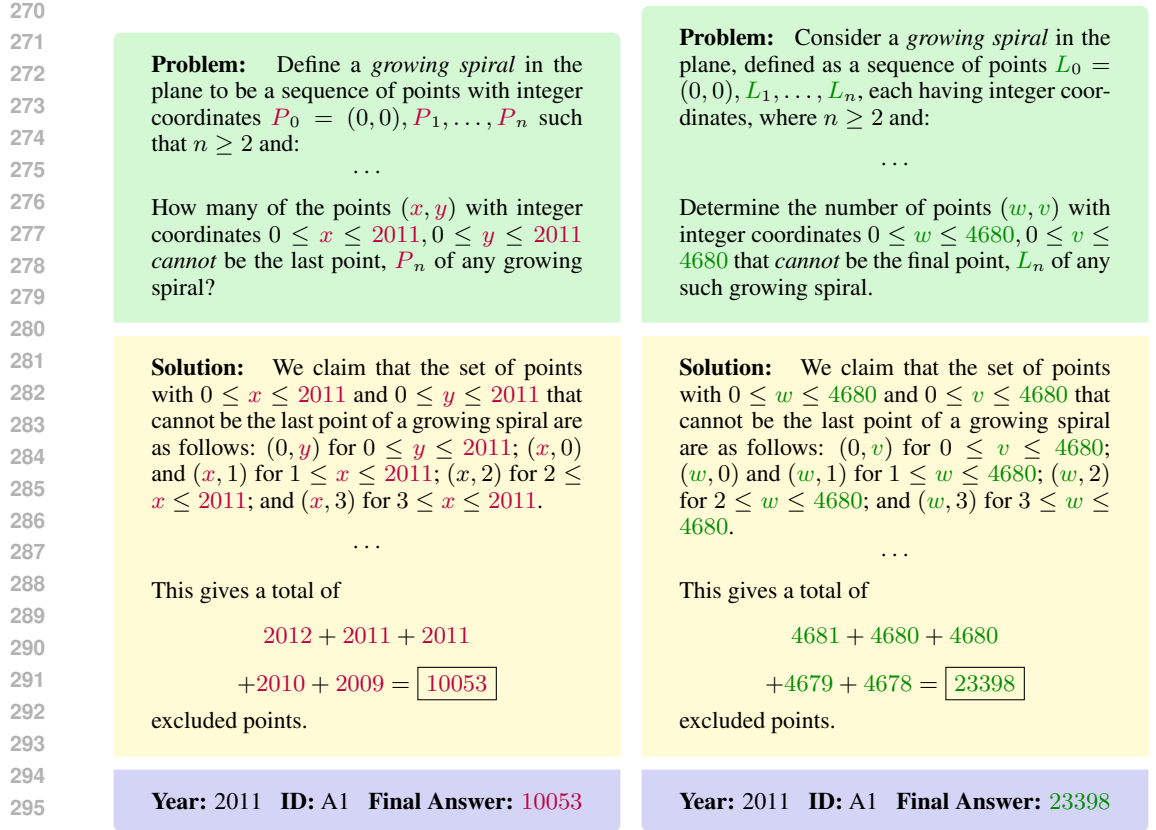 270
271
272
273
274
275
276
277
278
279
280
281
282
283
284
285
286
287
288
289
290
291
292
293
294
295
Problem: Define a growing spiral in the
plane to be a sequence of points with integer
coordinates P₀ = (0, 0), P₁, . . . , Pₙ such
that n ≥ 2 and:
. . .
How many of the points (x, y) with integer
coordinates 0 ≤ x ≤ 2011, 0 ≤ y ≤ 2011
cannot be the last point, Pₙ of any growing
spiral?
Solution: We claim that the set of points
with 0 ≤ x ≤ 2011 and 0 ≤ y ≤ 2011 that
cannot be the last point of a growing spiral are
as follows: (0, y) for 0 ≤ y ≤ 2011; (x, 0)
and (x, 1) for 1 ≤ x ≤ 2011; (x, 2) for 2 ≤
x ≤ 2011; and (x, 3) for 3 ≤ x ≤ 2011.
. . .
This gives a total of
2012 + 2011 + 2011
+2010 + 2009 = 10053
excluded points.
Year: 2011 ID: A1 Final Answer: 10053
Problem: Consider a growing spiral in the
plane, defined as a sequence of points L₀ =
(0, 0), L₁, . . . , Lₙ, each having integer coor-
dinates, where n ≥ 2 and:
. . .
Determine the number of points (w, v) with
integer coordinates 0 ≤ w ≤ 4680, 0 ≤ v ≤
4680 that cannot be the final point, Lₙ of any
such growing spiral.
Solution: We claim that the set of points
with 0 ≤ w ≤ 4680 and 0 ≤ v ≤ 4680 that
cannot be the last point of a growing spiral
are as follows: (0, v) for 0 ≤ v ≤ 4680;
(w, 0) and (w, 1) for 1 ≤ w ≤ 4680; (w, 2)
for 2 ≤ w ≤ 4680; and (w, 3) for 3 ≤ w ≤
4680.
. . .
This gives a total of
4681 + 4680 + 4680
+4679 + 4678 = 23398
excluded points.
Year: 2011 ID: A1 Final Answer: 23398